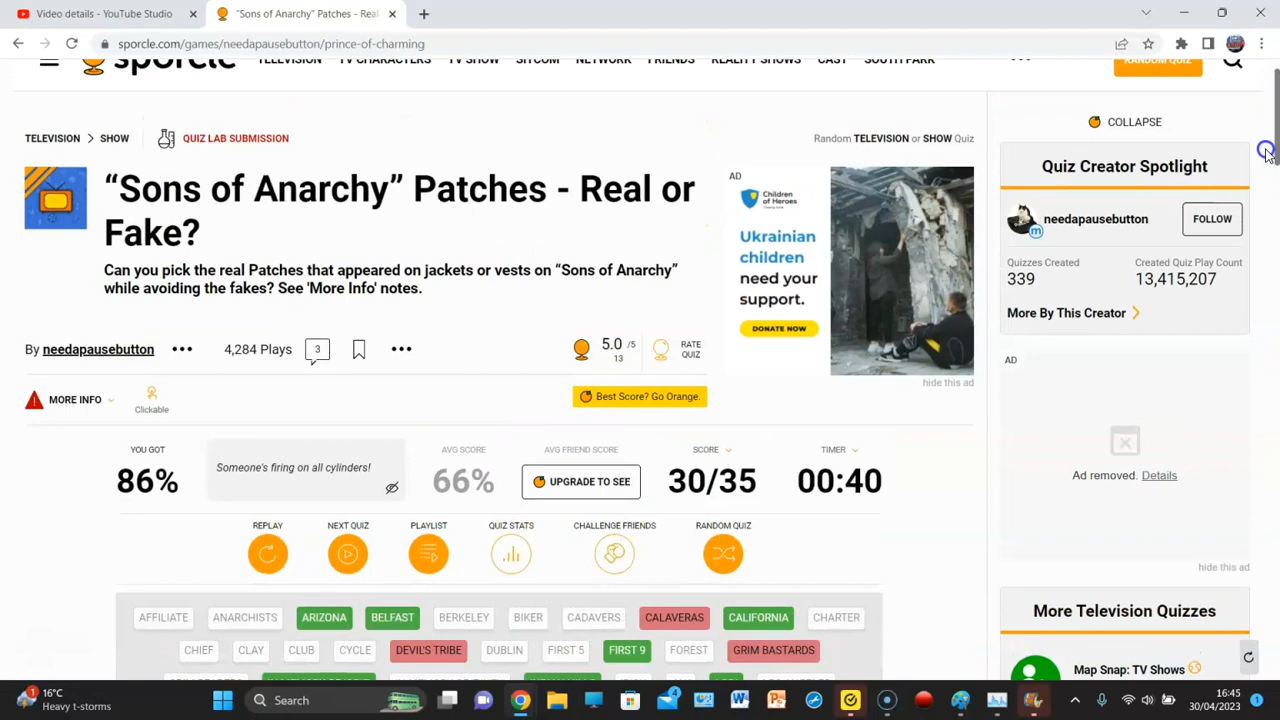 Video details - YouTube Studio
"Sons of Anarchy" Patches - Real
sporcle.com/games/needapausebutton/prince-of-charming
sporcle
TELEVISION TV CHARACTERS TV SHOW SITCOM NETWORK FRIENDS REALITY SHOWS CAST SOUTH PARK
RANDOM QUIZ
TELEVISION > SHOW QUIZ LAB SUBMISSION
Random TELEVISION or SHOW Quiz
COLLAPSE
"Sons of Anarchy" Patches - Real or
Fake?
Can you pick the real Patches that appeared on jackets or vests on "Sons of Anarchy"
while avoiding the fakes? See 'More Info' notes.
By needapausebutton ••• 4,284 Plays 3 •••
5.0 /5
13
RATE
QUIZ
MORE INFO
Clickable
Best Score? Go Orange.
AD
Children
of Heroes
Ukrainian
children
need your
support.
DONATE NOW
hide this ad
Quiz Creator Spotlight
needapausebutton
m
FOLLOW
Quizzes Created
339
Created Quiz Play Count
13,415,207
More By This Creator
AD
Ad removed. Details
hide this ad
More Television Quizzes
Map Snap: TV Shows
YOU GOT
86%
Someone's firing on all cylinders!
AVG SCORE
66%
AVG FRIEND SCORE
UPGRADE TO SEE
SCORE
30/35
TIMER
00:40
REPLAY NEXT QUIZ PLAYLIST QUIZ STATS CHALLENGE FRIENDS RANDOM QUIZ
AFFILIATE ANARCHISTS ARIZONA BELFAST BERKELEY BIKER CADAVERS CALAVERAS CALIFORNIA CHARTER
CHIEF CLAY CLUB CYCLE DEVIL'S TRIBE DUBLIN FIRST 5 FIRST 9 FOREST GRIM BASTARDS
1
16°C
Heavy t-storms
Search
4
16:45
30/04/2023
1